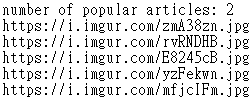 number of popular articles: 2
https://i.imgur.com/zmA38zn.jpg
https://i.imgur.com/rvRNDHB.jpg
https://i.imgur.com/E8245cB.jpg
https://i.imgur.com/yzFekwn.jpg
https://i.imgur.com/mfjcIFm.jpg